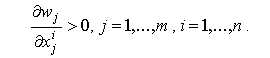 ∂w_j/∂x_j^i > 0, j = 1,...,m , i = 1,...,n .